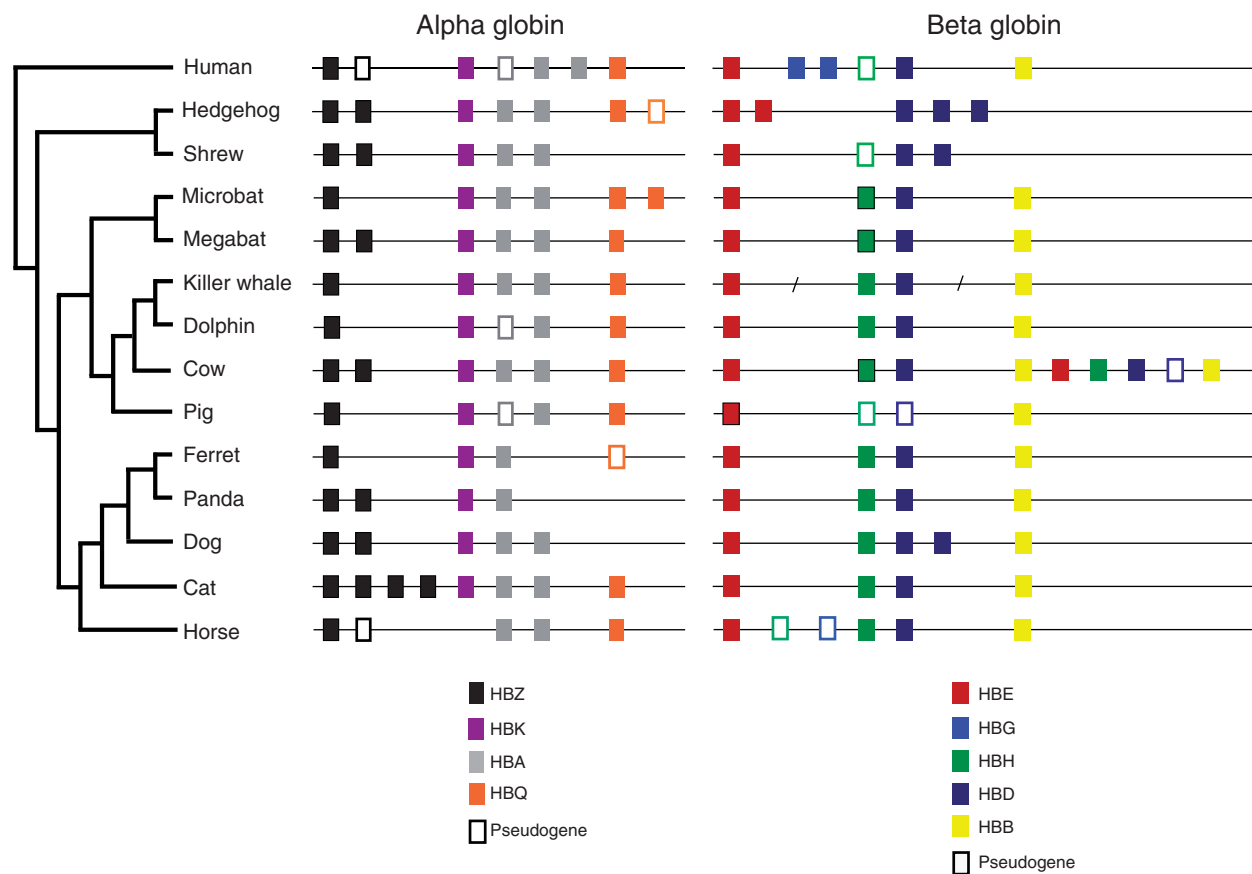 Alpha globin
Beta globin
Human
Hedgehog
Shrew
Microbat
Megabat
Killer whale
Dolphin
Cow
Pig
Ferret
Panda
Dog
Cat
Horse
HBZ
HBK
HBA
HBQ
Pseudogene
HBE
HBG
HBH
HBD
HBB
Pseudogene